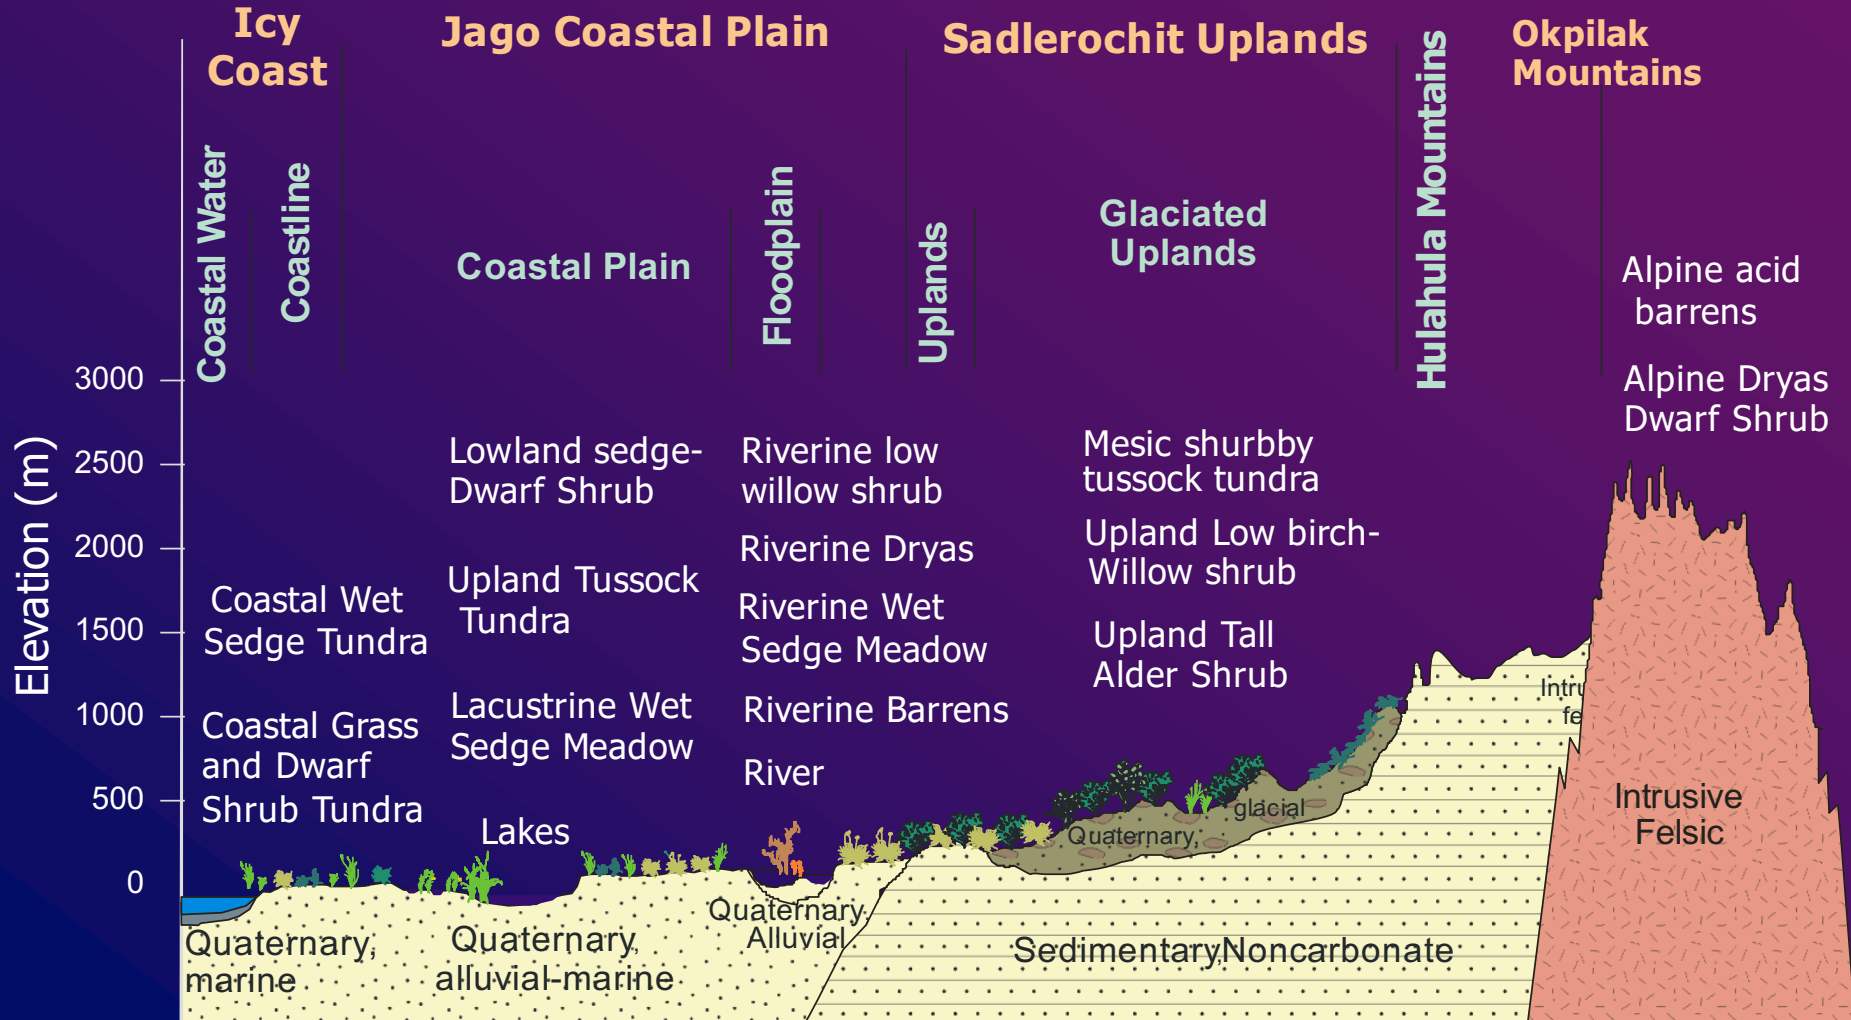 Icy
Coast
Jago Coastal Plain
Sadlerochit Uplands
Okpilak
Mountains
Coastal Water
Coastline
Coastal Plain
Floodplain
Uplands
Glaciated
Uplands
Hulahula Mountains
Elevation (m)
3000
2500
2000
1500
1000
500
0
Coastal Wet
Sedge Tundra
Coastal Grass
and Dwarf
Shrub Tundra
Lowland sedge-
Dwarf Shrub
Upland Tussock
Tundra
Lacustrine Wet
Sedge Meadow
Lakes
Riverine low
willow shrub
Riverine Dryas
Riverine Wet
Sedge Meadow
Riverine Barrens
River
Mesic shurbby
tussock tundra
Upland Low birch-
Willow shrub
Upland Tall
Alder Shrub
Alpine acid
barrens
Alpine Dryas
Dwarf Shrub
Quaternary,
marine
Quaternary,
alluvial-marine
Quaternary,
Alluvial
Quaternary,
glacial
Sedimentary,Noncarbonate
Intru
fe
Intrusive
Felsic